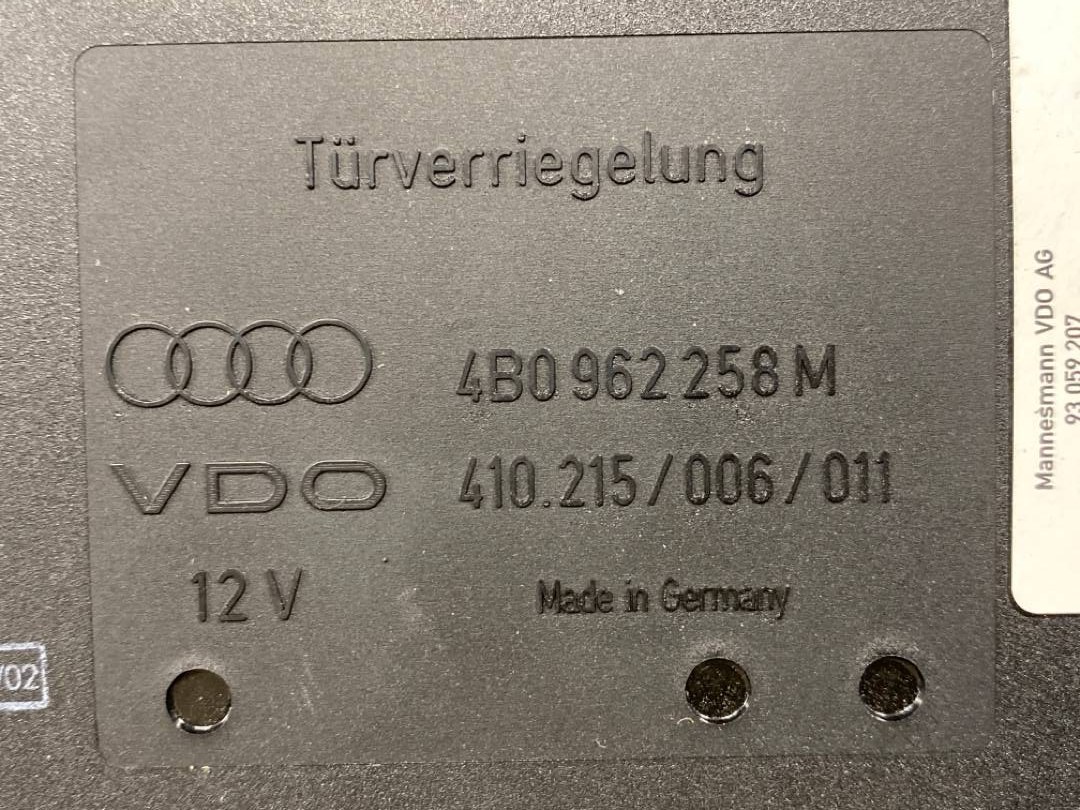 Türverriegelung
4B0 962 258 M
VDO 410.215/006/011
12 V Made in Germany
/02
Mannesmann VDO AG
93 059 207